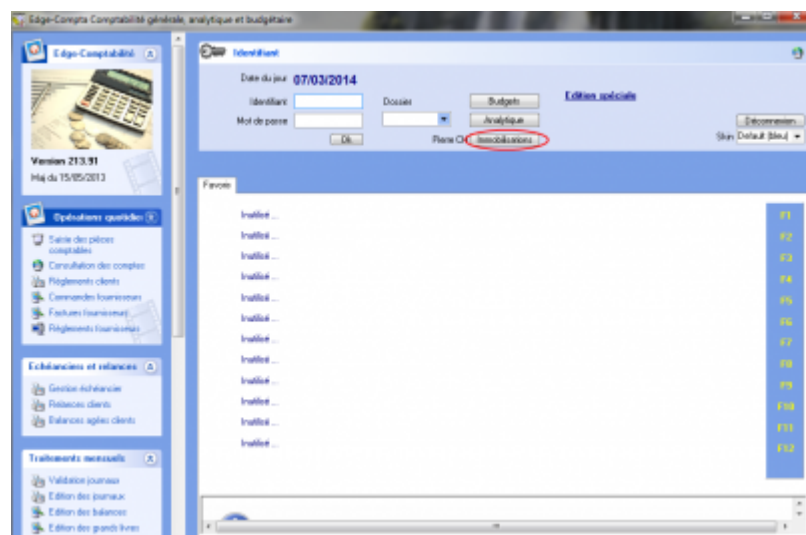 Edge-Compta Comptabilité générale, analytique et budgétaire
Edge-Comptabilité
Version 213.91
Maj du 15/05/2013
Opérations quotidie
Saisie des pièces
comptables
Consultation des comptes
Règlements clients
Commandes fournisseurs
Factures fournisseurs
Règlements fournisseurs
Echéanciers et relances
Gestion échéancier
Relances clients
Balances agées clients
Traitements mensuels
Validation journaux
Edition des journaux
Edition des balances
Edition des grands livres
Identifiant
Date du jour 07/03/2014
Identifiant
Dossier
Budgets
Edition spéciale
Mot de passe
Analytique
Déconnexion
Ok
Immobilisations
Skin Default (bleu)
Favoris
Inutilisé ...
F1
Inutilisé ...
F2
Inutilisé ...
F3
Inutilisé ...
F4
Inutilisé ...
F5
Inutilisé ...
F6
Inutilisé ...
F7
Inutilisé ...
F8
Inutilisé ...
F9
Inutilisé ...
F10
Inutilisé ...
F11
Inutilisé ...
F12